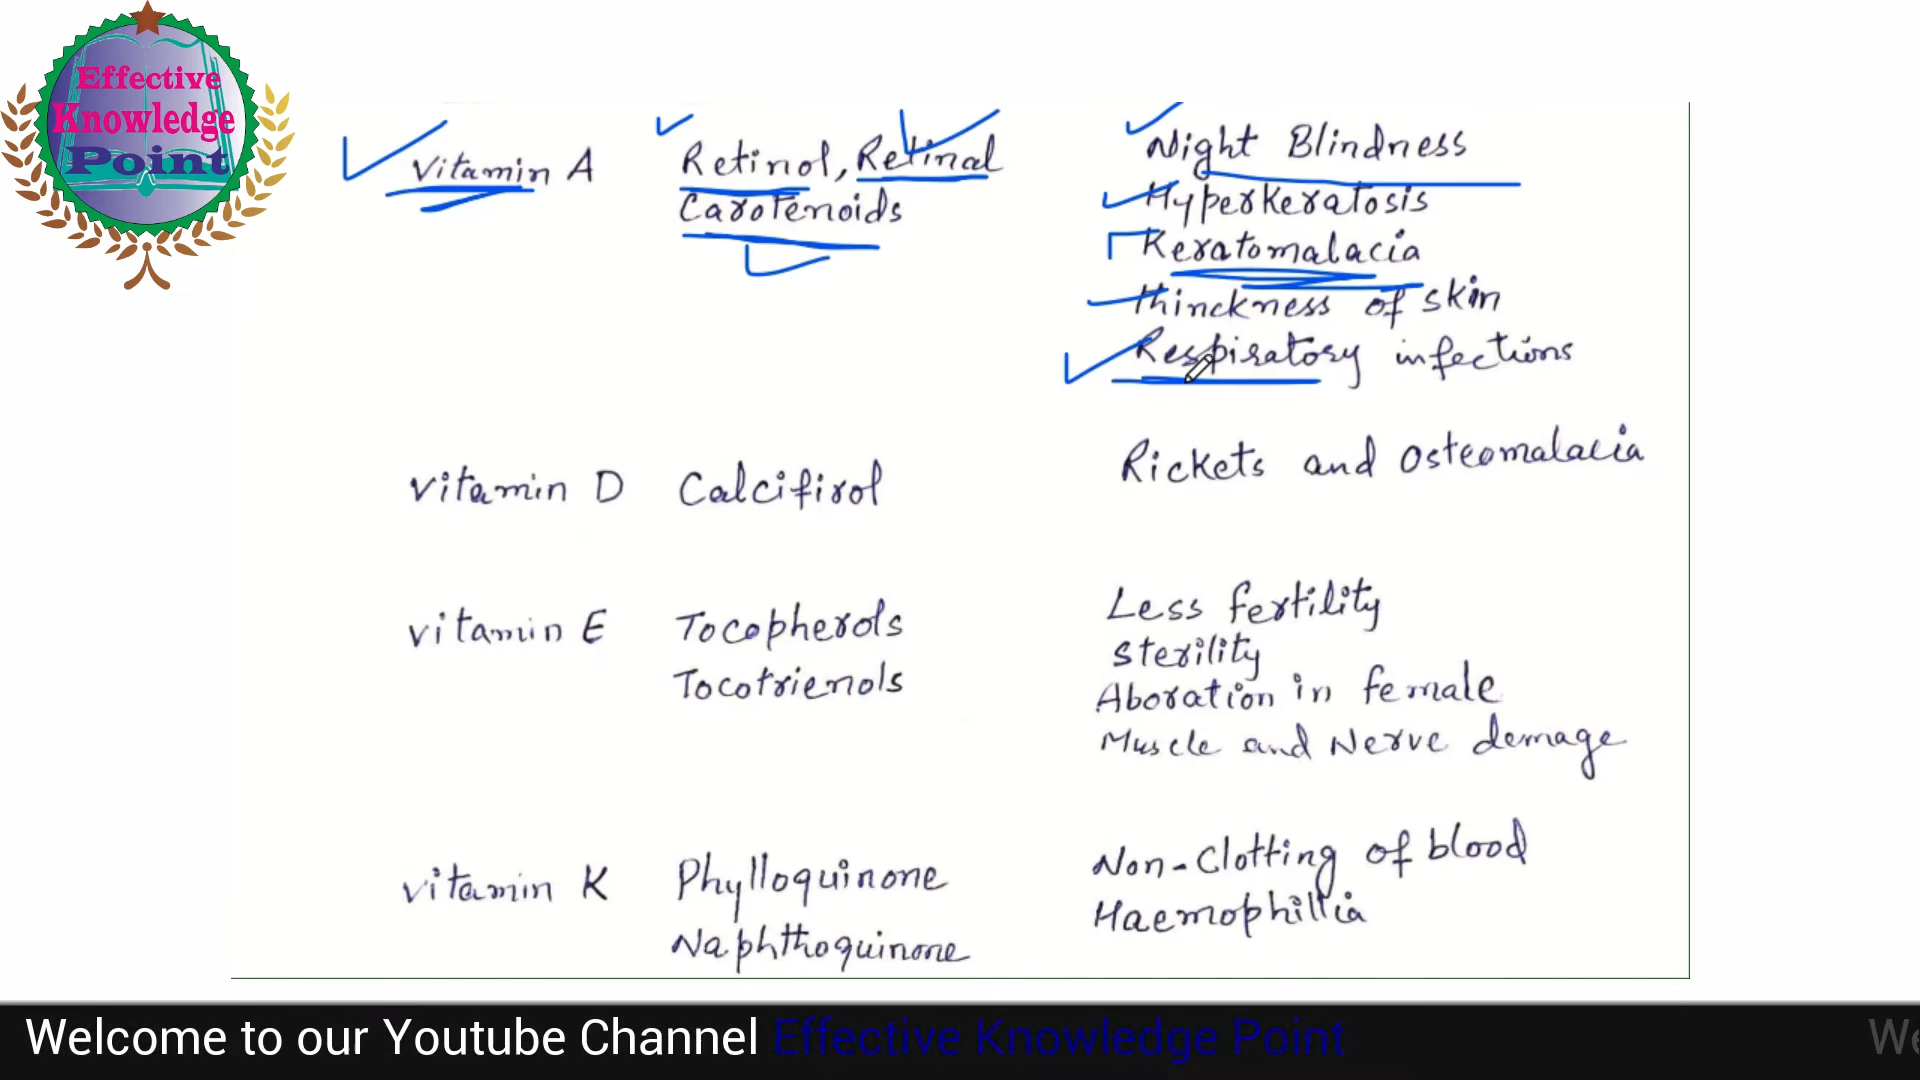 Effective
Knowledge
Point
Vitamin A Retinol, Retinal Night Blindness
Carotenoids Hyperkeratosis
Keratomalacia
thinckness of skin
Respiratory infections
Vitamin D Calcifirol Rickets and Osteomalacia
Vitamin E Tocopherols Less fertility
Tocotrienols sterility
Aboration in female
Muscle and Nerve demage
Vitamin K Phylloquinone Non-Clotting of blood
Naphthoquinone Haemophillia
Welcome to our Youtube Channel Effective Knowledge Point We